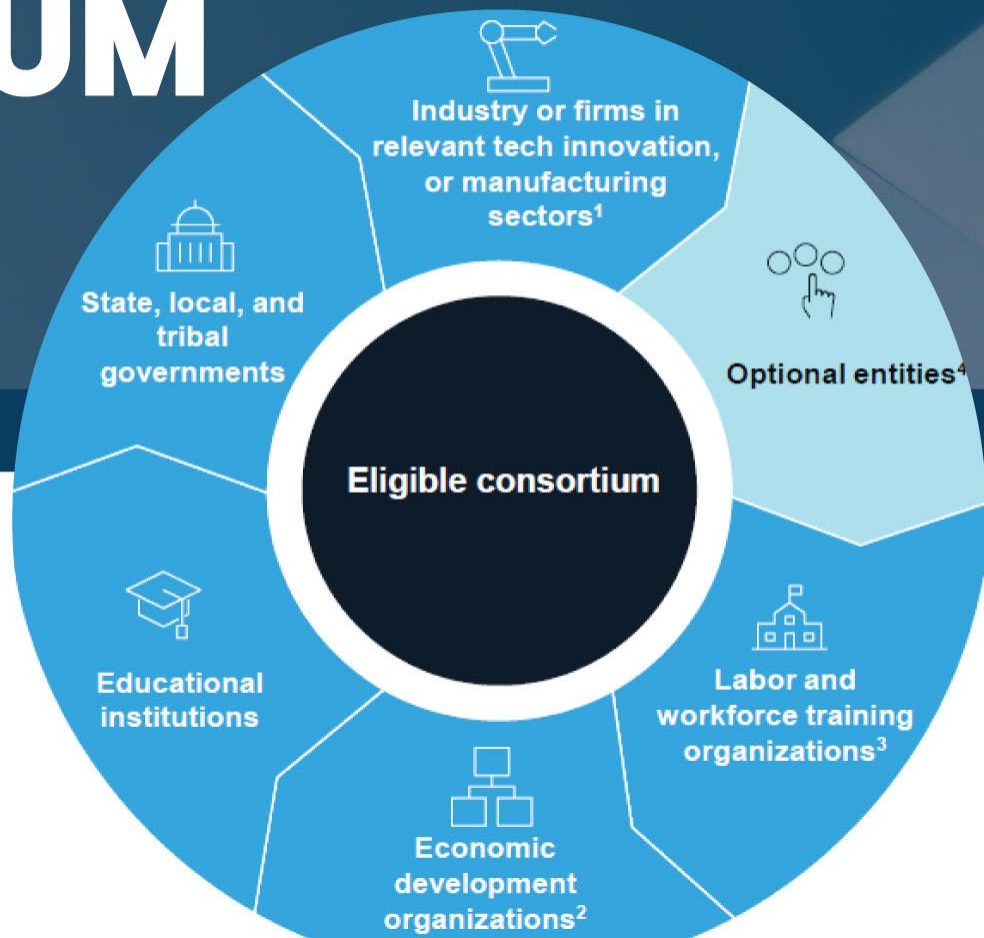 UM
Industry or firms in
relevant tech innovation,
or manufacturing
sectors¹
State, local, and
tribal
governments
Optional entities⁴
Eligible consortium
Educational
institutions
Labor and
workforce training
organizations³
Economic
development
organizations²